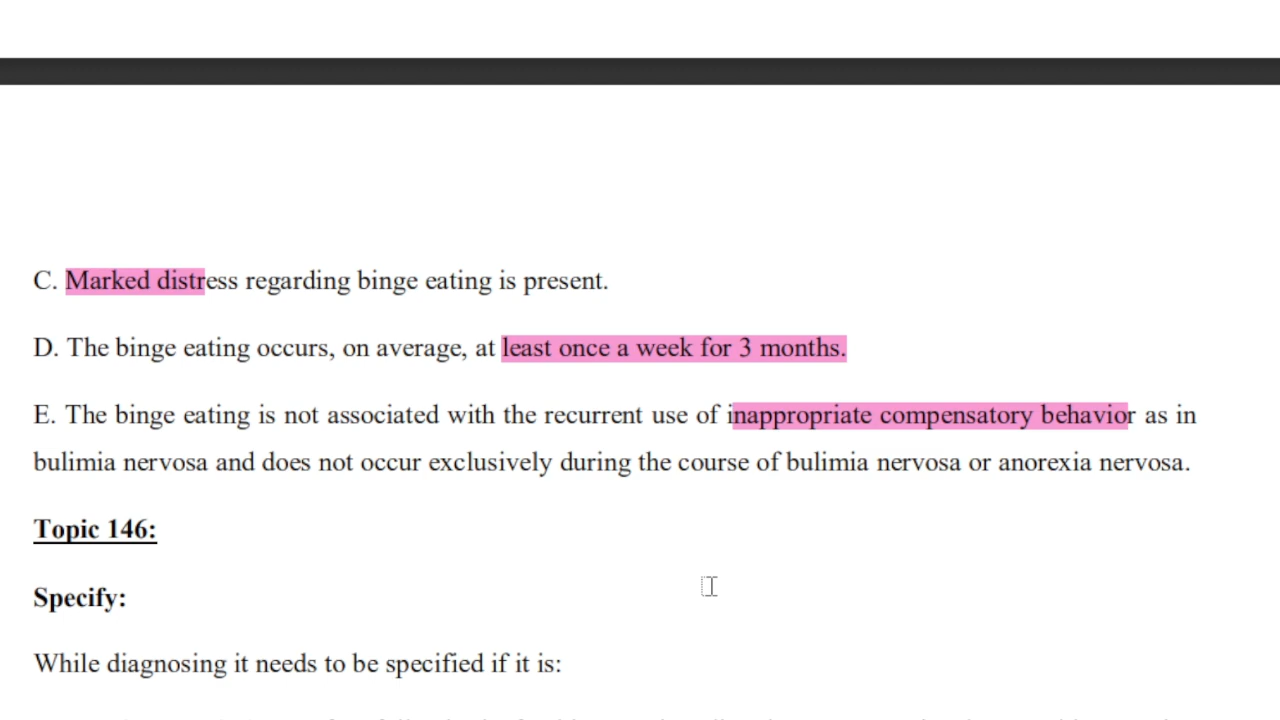 C. Marked distress regarding binge eating is present.
D. The binge eating occurs, on average, at least once a week for 3 months.
E. The binge eating is not associated with the recurrent use of inappropriate compensatory behavior as in
bulimia nervosa and does not occur exclusively during the course of bulimia nervosa or anorexia nervosa.
Topic 146:
Specify:
While diagnosing it needs to be specified if it is: